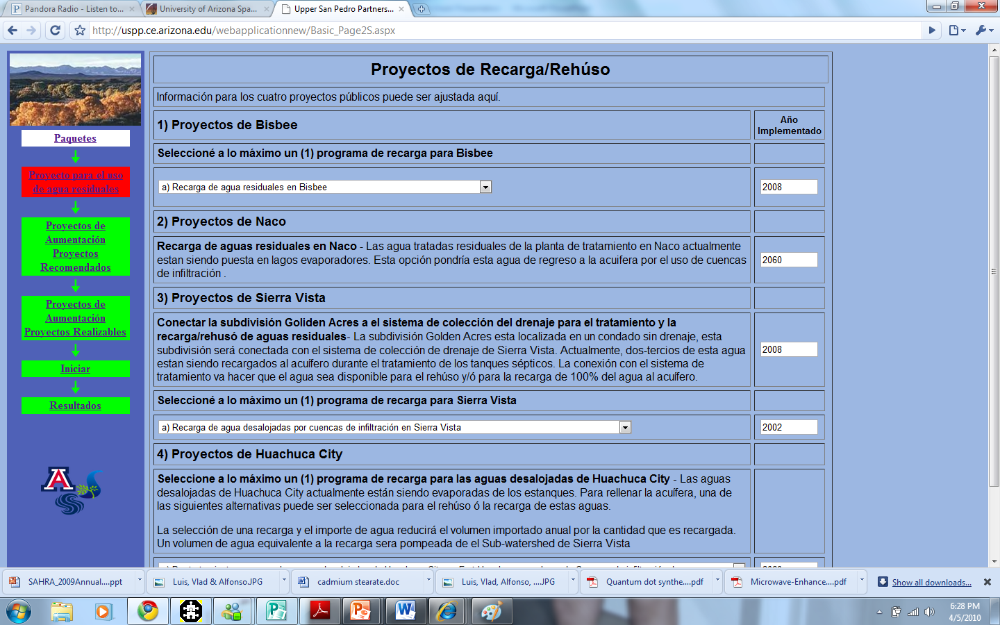 Pandora Radio - Listen to...
University of Arizona Spa...
Upper San Pedro Partners...
http://uspp.ce.arizona.edu/webapplicationnew/Basic_Page2S.aspx
Paquetes
Proyecto para el uso
de agua residuales
Proyectos de
Aumentación
Proyectos
Recomendados
Proyectos de
Aumentación
Proyectos Realizables
Iniciar
Resultados
A
Proyectos de Recarga/Rehúso
Información para los cuatro proyectos públicos puede ser ajustada aquí.
1) Proyectos de Bisbee
Año
Implementado
Seleccioné a lo máximo un (1) programa de recarga para Bisbee
a) Recarga de agua residuales en Bisbee
2008
2) Proyectos de Naco
Recarga de aguas residuales en Naco - Las agua tratadas residuales de la planta de tratamiento en Naco actualmente
estan siendo puesta en lagos evaporadores. Esta opción pondría esta agua de regreso a la acuifera por el uso de cuencas
de infiltración .
2060
3) Proyectos de Sierra Vista
Conectar la subdivisión Goliden Acres a el sistema de colección del drenaje para el tratamiento y la
recarga/rehusó de aguas residuales- La subdivisión Golden Acres esta localizada en un condado sin drenaje, esta
subdivisión será conectada con el sistema de colección de drenaje de Sierra Vista. Actualmente, dos-tercios de esta agua
estan siendo recargados al acuífero durante el tratamiento de los tanques sépticos. La conexión con el sistema de
tratamiento va hacer que el agua sea disponible para el rehúso y/ó para la recarga de 100% del agua al acuífero.
2008
Seleccioné a lo máximo un (1) programa de recarga para Sierra Vista
a) Recarga de agua desalojadas por cuencas de infiltración en Sierra Vista
2002
4) Proyectos de Huachuca City
Seleccione a lo máximo un (1) programa de recarga para las aguas desalojadas de Huachuca City - Las aguas
desalojadas de Huachuca City actualmente están siendo evaporadas de los estanques. Para rellenar la acuífera, una de
las siguientes alternativas puede ser seleccionada para el rehúso ó la recarga de estas aguas.
La selección de una recarga y el importe de agua reducirá el volumen importado anual por la cantidad que es recargada.
Un volumen de agua equivalente a la recarga sera pompeada de el Sub-watershed de Sierra Vista
SAHRA_2009Annual....ppt
Luis, Vlad & Alfonso.JPG
cadmium stearate.doc
Luis, Vlad, Alfonso, ....JPG
Quantum dot synthe....pdf
Microwave-Enhance....pdf
Show all downloads...
6:28 PM
4/5/2010